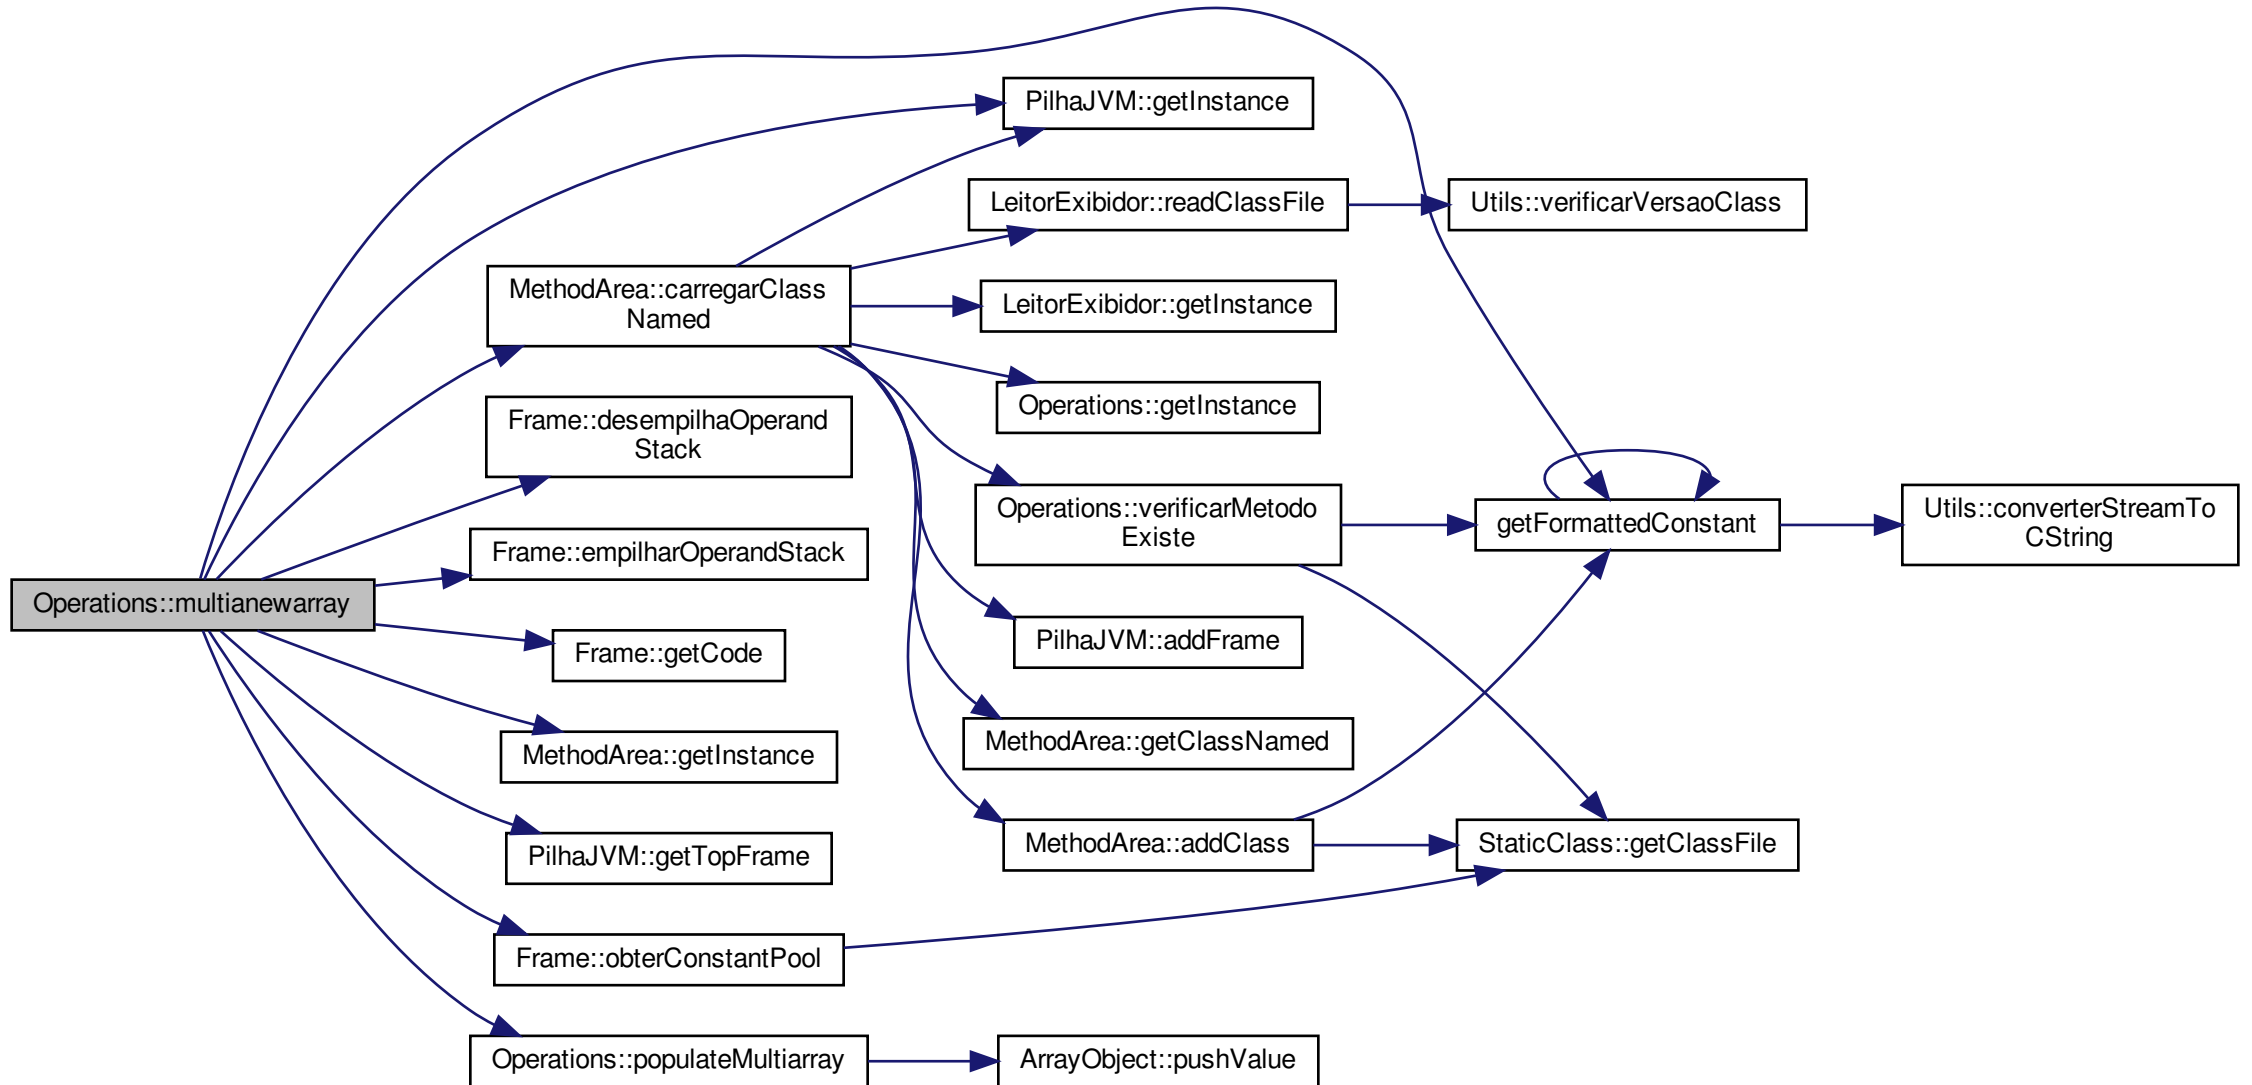 PilhaJVM::getInstance
LeitorExibidor::readClassFile
Utils::verificarVersaoClass
MethodArea::carregarClass
Named
LeitorExibidor::getInstance
Operations::getInstance
Frame::desempilhaOperand
Stack
Operations::verificarMetodo
Existe
getFormattedConstant
Utils::converterStreamTo
CString
Frame::empilharOperandStack
Operations::multianewarray
Frame::getCode
PilhaJVM::addFrame
MethodArea::getInstance
MethodArea::getClassNamed
PilhaJVM::getTopFrame
MethodArea::addClass
StaticClass::getClassFile
Frame::obterConstantPool
Operations::populateMultiarray
ArrayObject::pushValue